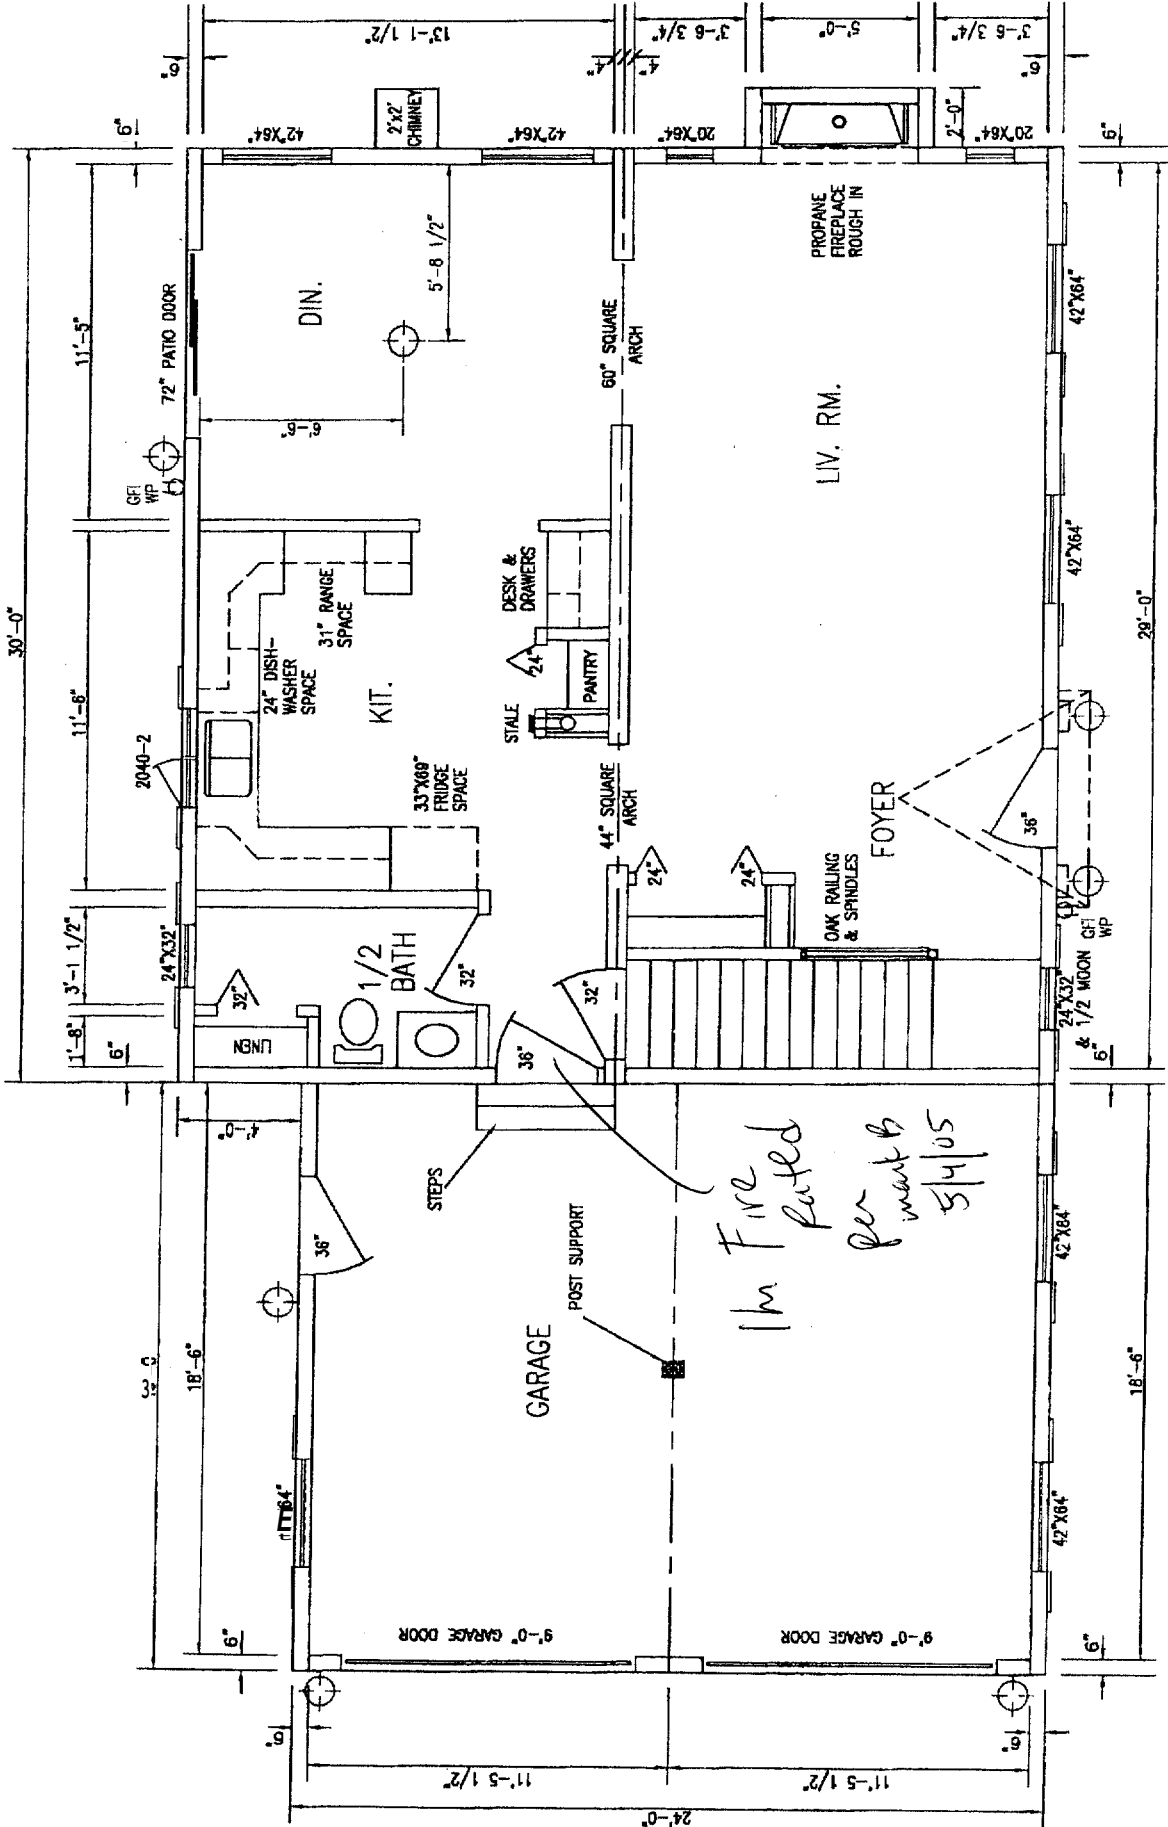 6"
13'-1 1/2"
4"
4"
3'-6 3/4"
5'-0"
3'-6 3/4"
6"
6"
42"X64"
2'x2'
CHIMNEY
42"X64"
20"X64"
2'-0"
20"X64"
6"
30'-0"
11'-5"
72" PATIO DOOR
DIN.
5'-8 1/2"
6'-6"
GFI
WP
60" SQUARE
ARCH
PROPANE
FIREPLACE
ROUGH IN
LIV. RM.
42"X64"
42"X64"
29'-0"
11'-6"
2040-2
24" DISH-
WASHER
SPACE
31" RANGE
SPACE
KIT.
33"X69"
FRIDGE
SPACE
DESK &
DRAWERS
24"
PANTRY
STALE
44" SQUARE
ARCH
24"
24"
FOYER
36"
OAK RAILING
& SPINDLES
GFI
WP
24"X32"
& 1/2 MOON
6"
3'-1 1/2"
1'-8"
6"
24"X32"
32"
LINEN
1/2
BATH
32"
32"
36"
4'-0"
STEPS
36"
18'-6"
POST SUPPORT
GARAGE
1hr Fire
Rated
per
mark B
5/4/05
42"X64"
42"X64"
18'-6"
64"
9'-0" GARAGE DOOR
9'-0" GARAGE DOOR
6"
6"
6"
6"
11'-5 1/2"
11'-5 1/2"
24'-0"